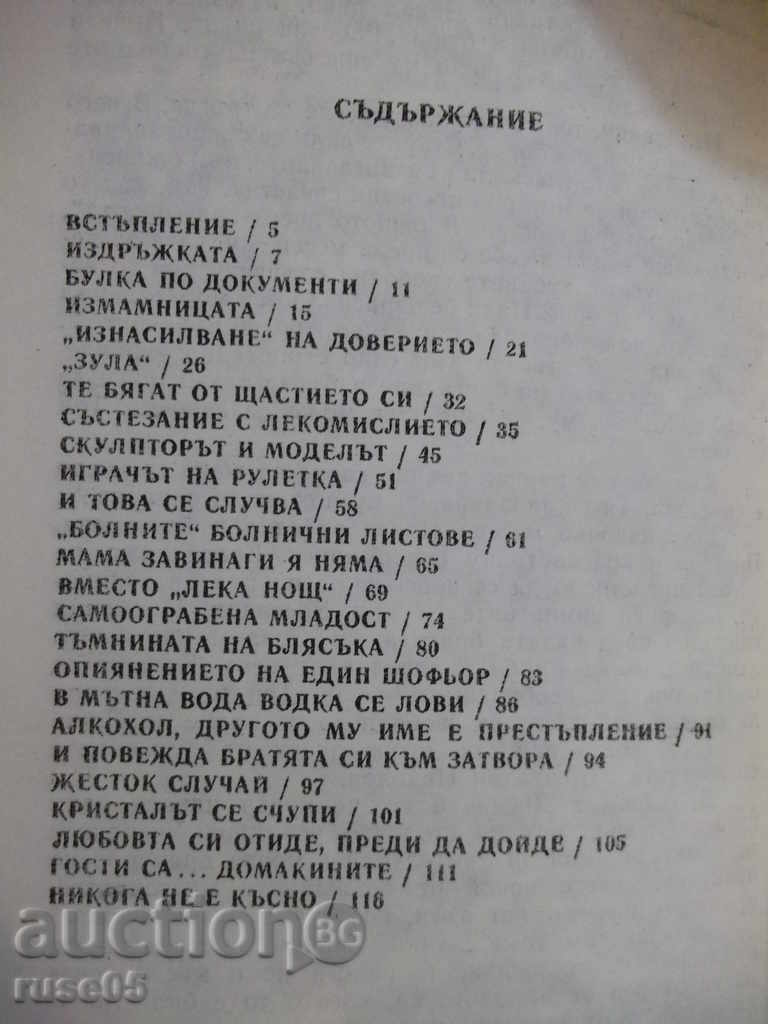 СЪДЪРЖАНИЕ
ВСТЪПЛЕНИЕ / 5
ИЗДРЪЖКАТА / 7
БУЛКА ПО ДОКУМЕНТИ / 11
ИЗМАМНИЦАТА / 15
„ИЗНАСИЛВАНЕ“ НА ДОВЕРИЕТО / 21
„ЗУЛА“ / 26
ТЕ БЯГАТ ОТ ЩАСТИЕТО СИ / 32
СЪСТЕЗАНИЕ С ЛЕКОМИСЛИЕТО / 35
СКУЛПТОРЪТ И МОДЕЛЪТ / 45
ИГРАЧЪТ НА РУЛЕТКА / 51
И ТОВА СЕ СЛУЧВА / 58
„БОЛНИТЕ“ БОЛНИЧНИ ЛИСТОВЕ / 61
МАМА ЗАВИНАГИ Я НЯМА / 65
ВМЕСТО „ЛЕКА НОЩ“ / 69
САМООГРАБЕНА МЛАДОСТ / 74
ТЪМНИНАТА НА БЛЯСЪКА / 80
ОПИЯНЕНИЕТО НА ЕДИН ШОФЬОР / 83
В МЪТНА ВОДА ВОДКА СЕ ЛОВИ / 86
АЛКОХОЛ, ДРУГОТО МУ ИМЕ Е ПРЕСТЪПЛЕНИЕ / 91
И ПОВЕЖДА БРАТЯТА СИ КЪМ ЗАТВОРА / 94
ЖЕСТОК СЛУЧАЙ / 97
КРИСТАЛЪТ СЕ СЧУПИ / 101
ЛЮБОВТА СИ ОТИДЕ, ПРЕДИ ДА ДОЙДЕ / 105
ГОСТИ СА... ДОМАКИНИТЕ / 111
НИКОГА НЕ Е КЪСНО / 116
auction BG
ruse05